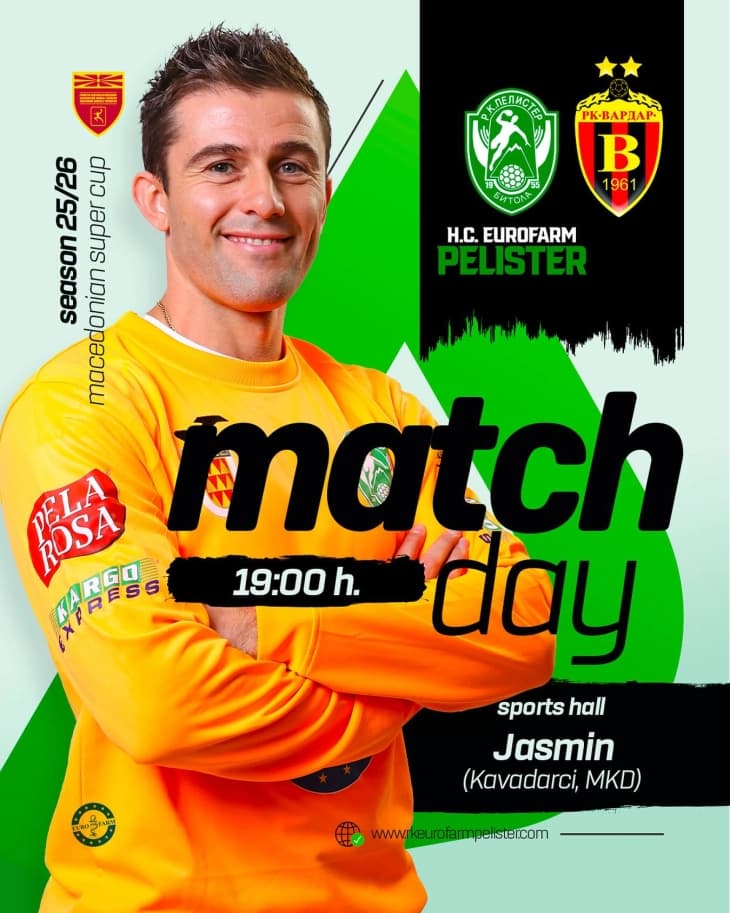 season 25/26
macedonian super cup
Р.К. ПЕЛИСТЕР
1955
БИТОЛА
РК·ВАРДАР·
В
1961
H.C. EUROFARM
PELISTER
match
day
19:00 h.
PELA
ROSA
KARGO
EXPRESS
sports hall
Jasmin
(Kavadarci, MKD)
EUROFARM
www.rkeurofarmpelister.com